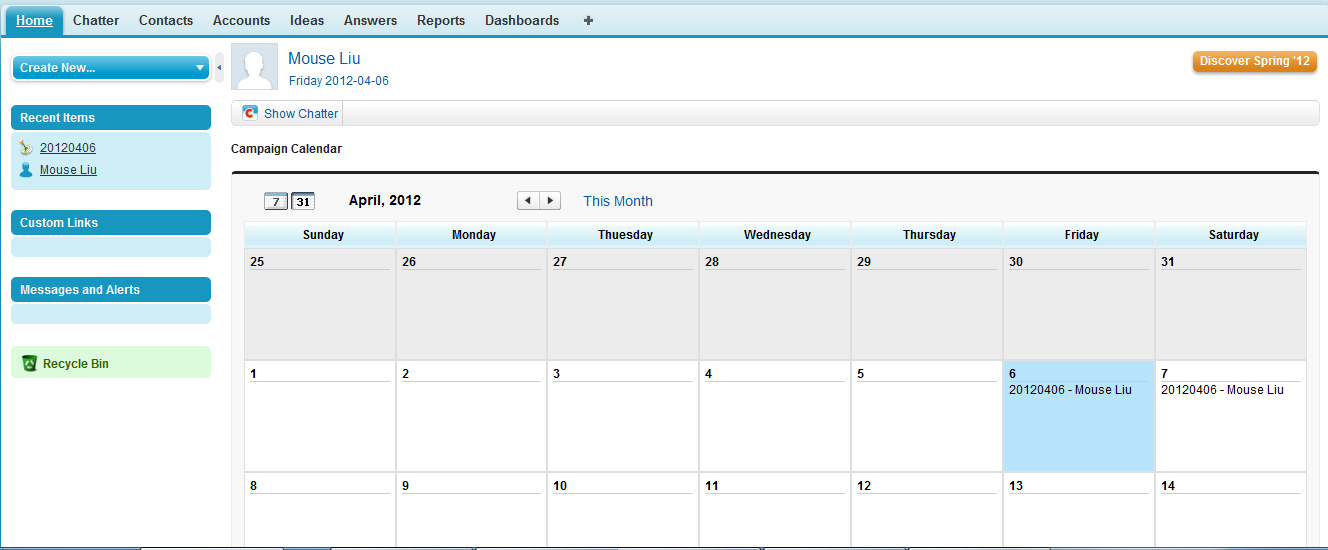 Home Chatter Contacts Accounts Ideas Answers Reports Dashboards +
Create New...
Mouse Liu
Friday 2012-04-06
Discover Spring '12
Show Chatter
Recent Items
20120406
Mouse Liu
Custom Links
Messages and Alerts
Recycle Bin
Campaign Calendar
7 31 April, 2012 This Month
Sunday Monday Thuesday Wednesday Thursday Friday Saturday
25 26 27 28 29 30 31
1 2 3 4 5 6 7
20120406 - Mouse Liu 20120406 - Mouse Liu
8 9 10 11 12 13 14